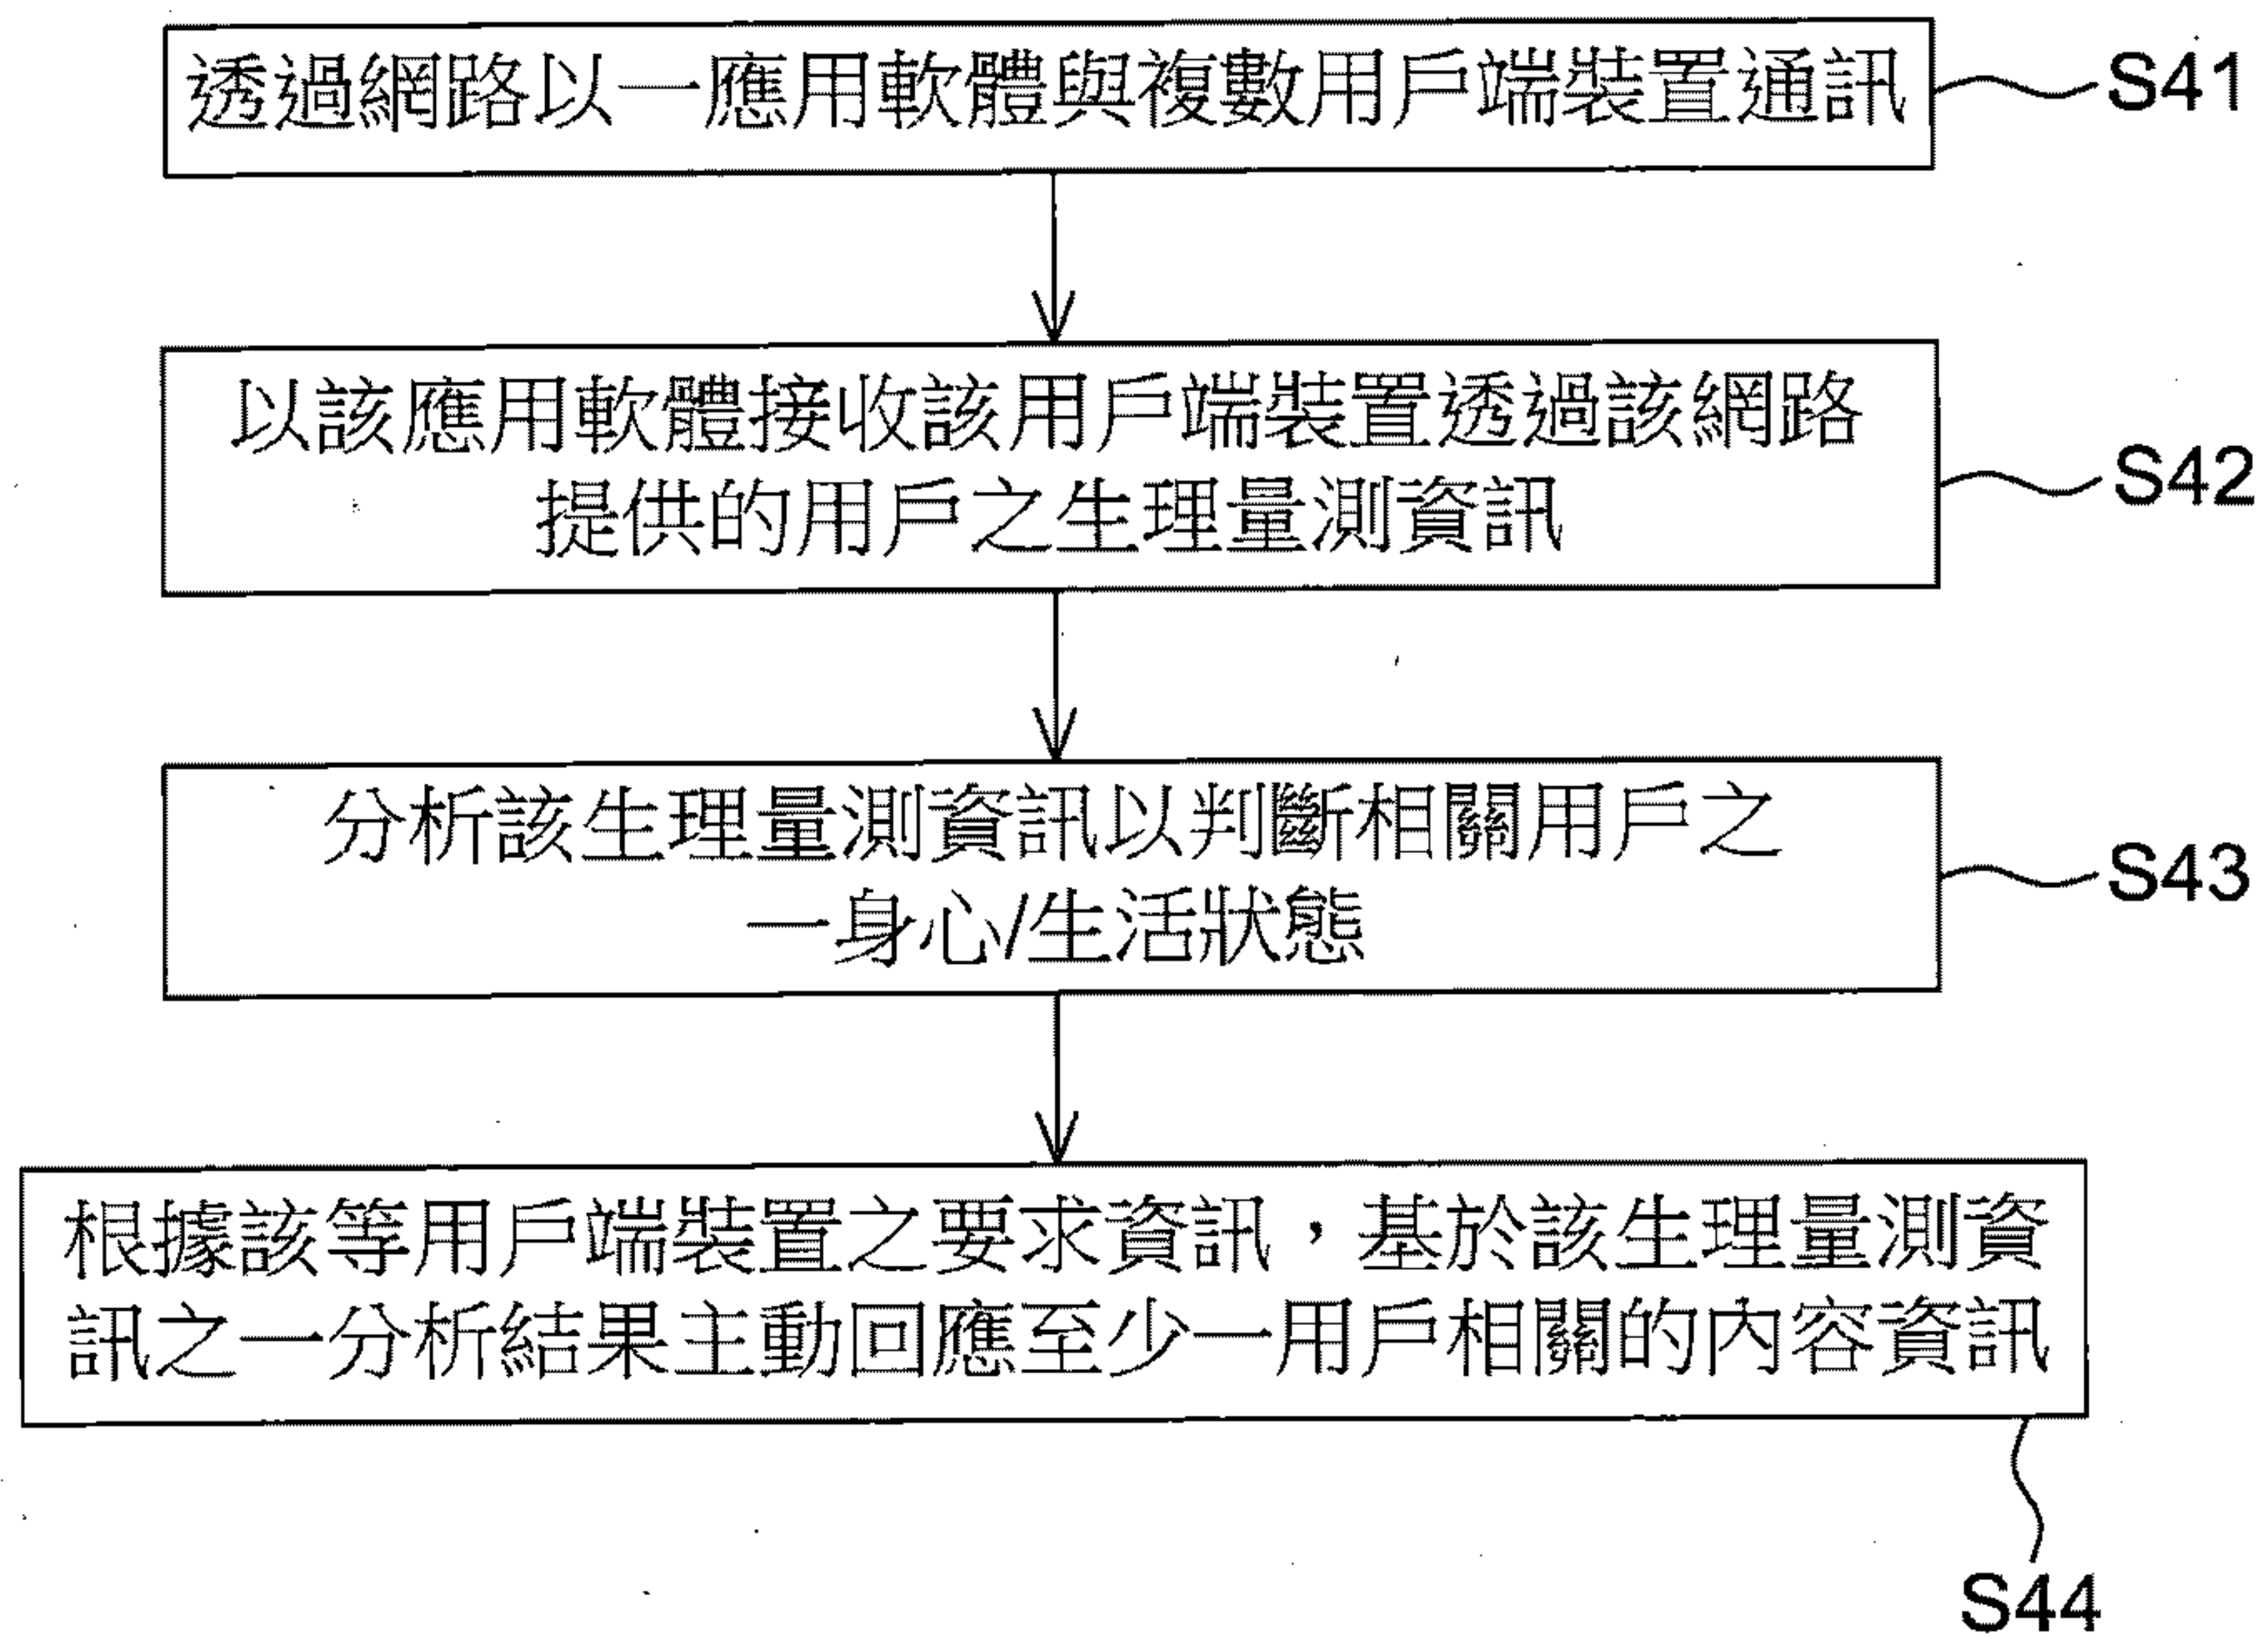 透過網路以一應用軟體與複數用戶端裝置通訊
S41
以該應用軟體接收該用戶端裝置透過該網路
提供的用戶之生理量測資訊
S42
分析該生理量測資訊以判斷相關用戶之
一身心/生活狀態
S43
根據該等用戶端裝置之要求資訊，基於該生理量測資
訊之一分析結果主動回應至少一用戶相關的內容資訊
S44